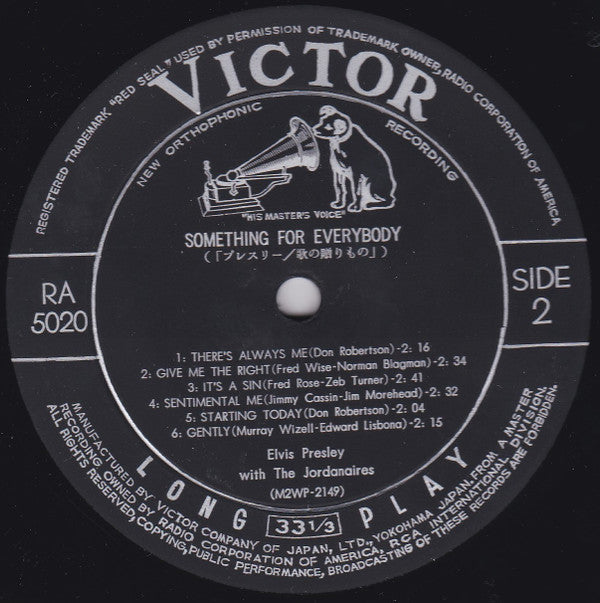 REGISTERED TRADEMARK "RED SEAL" USED BY PERMISSION OF TRADEMARK OWNER, RADIO CORPORATION OF AMERICA
VICTOR
NEW ORTHOPHONIC RECORDING
"HIS MASTER'S VOICE"
SOMETHING FOR EVERYBODY
(「プレスリー/歌の贈りもの」)
RA
5020
SIDE
2
1: THERE'S ALWAYS ME(Don Robertson)-2: 16
2: GIVE ME THE RIGHT(Fred Wise-Norman Blagman)-2: 34
3: IT'S A SIN(Fred Rose-Zeb Turner)-2: 41
4: SENTIMENTAL ME(Jimmy Cassin-Jim Morehead)-2: 32
5: STARTING TODAY(Don Robertson)-2: 04
6: GENTLY(Murray Wizell-Edward Lisbona)-2: 15
Elvis Presley
with The Jordanaires
(M2WP-2149)
LONG 33 1/3 PLAY
MANUFACTURED BY VICTOR COMPANY OF JAPAN, LTD., YOKOHAMA JAPAN. FROM A MASTER
RECORDING OWNED BY RADIO CORPORATION OF AMERICA, RCA INTERNATIONAL DIVISION.
ALL RIGHTS RESERVED, COPYING, PUBLIC PERFORMANCE, BROADCASTING OF THESE RECORDS ARE FORBIDDEN.